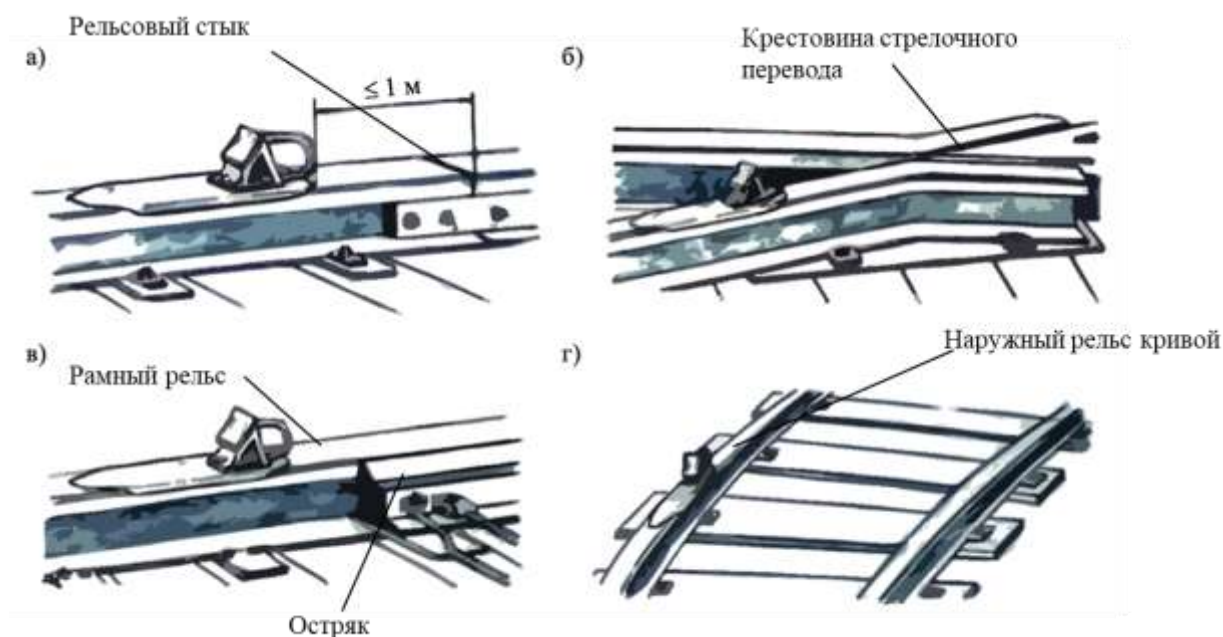 Рельсовый стык
а)
≤ 1 м
Крестовина стрелочного
перевода
б)
в)
Рамный рельс
Остряк
г)
Наружный рельс кривой